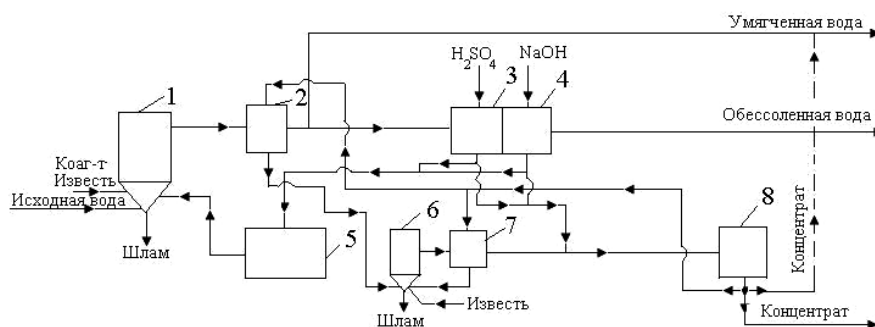 Умягченная вода
H2SO4 NaOH
1
2
3
4
Обессоленная вода
Коаг-т
Известь
Исходная вода
Шлам
5
6
7
8
Концентрат
Известь
Шлам
Концентрат